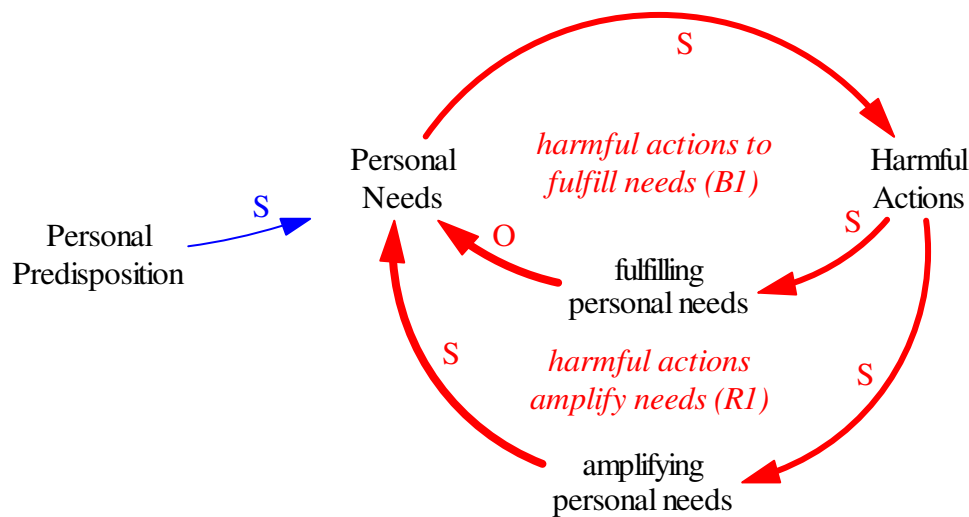 S
harmful actions to
fulfill needs (B1)
Personal
Needs
Harmful
Actions
S
Personal
Predisposition
O
S
fulfilling
personal needs
S
harmful actions
amplify needs (R1)
S
amplifying
personal needs